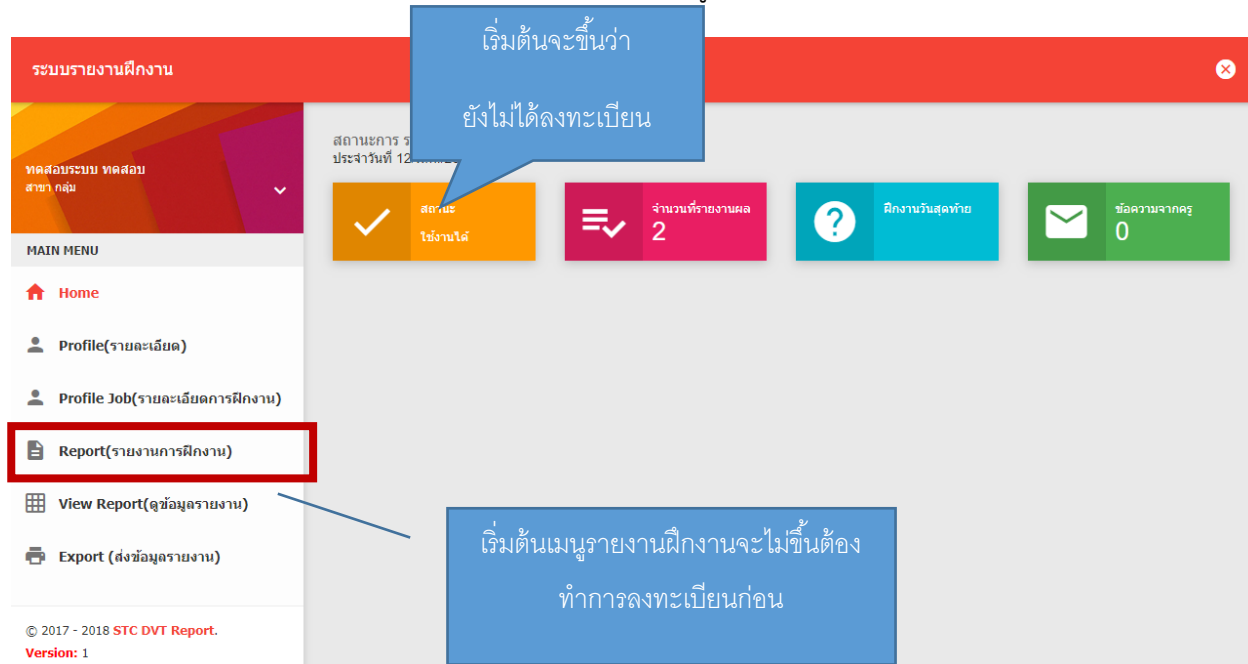 เริ่มต้นจะขึ้นว่า
ยังไม่ได้ลงทะเบียน
ระบบรายงานฝึกงาน
ทดสอบระบบ ทดสอบ
สาขา กลุ่ม
MAIN MENU
Home
Profile(รายละเอียด)
Profile Job(รายละเอียดการฝึกงาน)
Report(รายงานการฝึกงาน)
View Report(ดูข้อมูลรายงาน)
Export (ส่งข้อมูลรายงาน)
© 2017 - 2018 STC DVT Report.
Version: 1
สถานะการ
ประจำวันที่ 12
สถานะ
ใช้งานได้
จำนวนที่รายงานผล
2
ฝึกงานวันสุดท้าย
ข้อความจากครู
0
เริ่มต้นเมนูรายงานฝึกงานจะไม่ขึ้นต้อง
ทำการลงทะเบียนก่อน